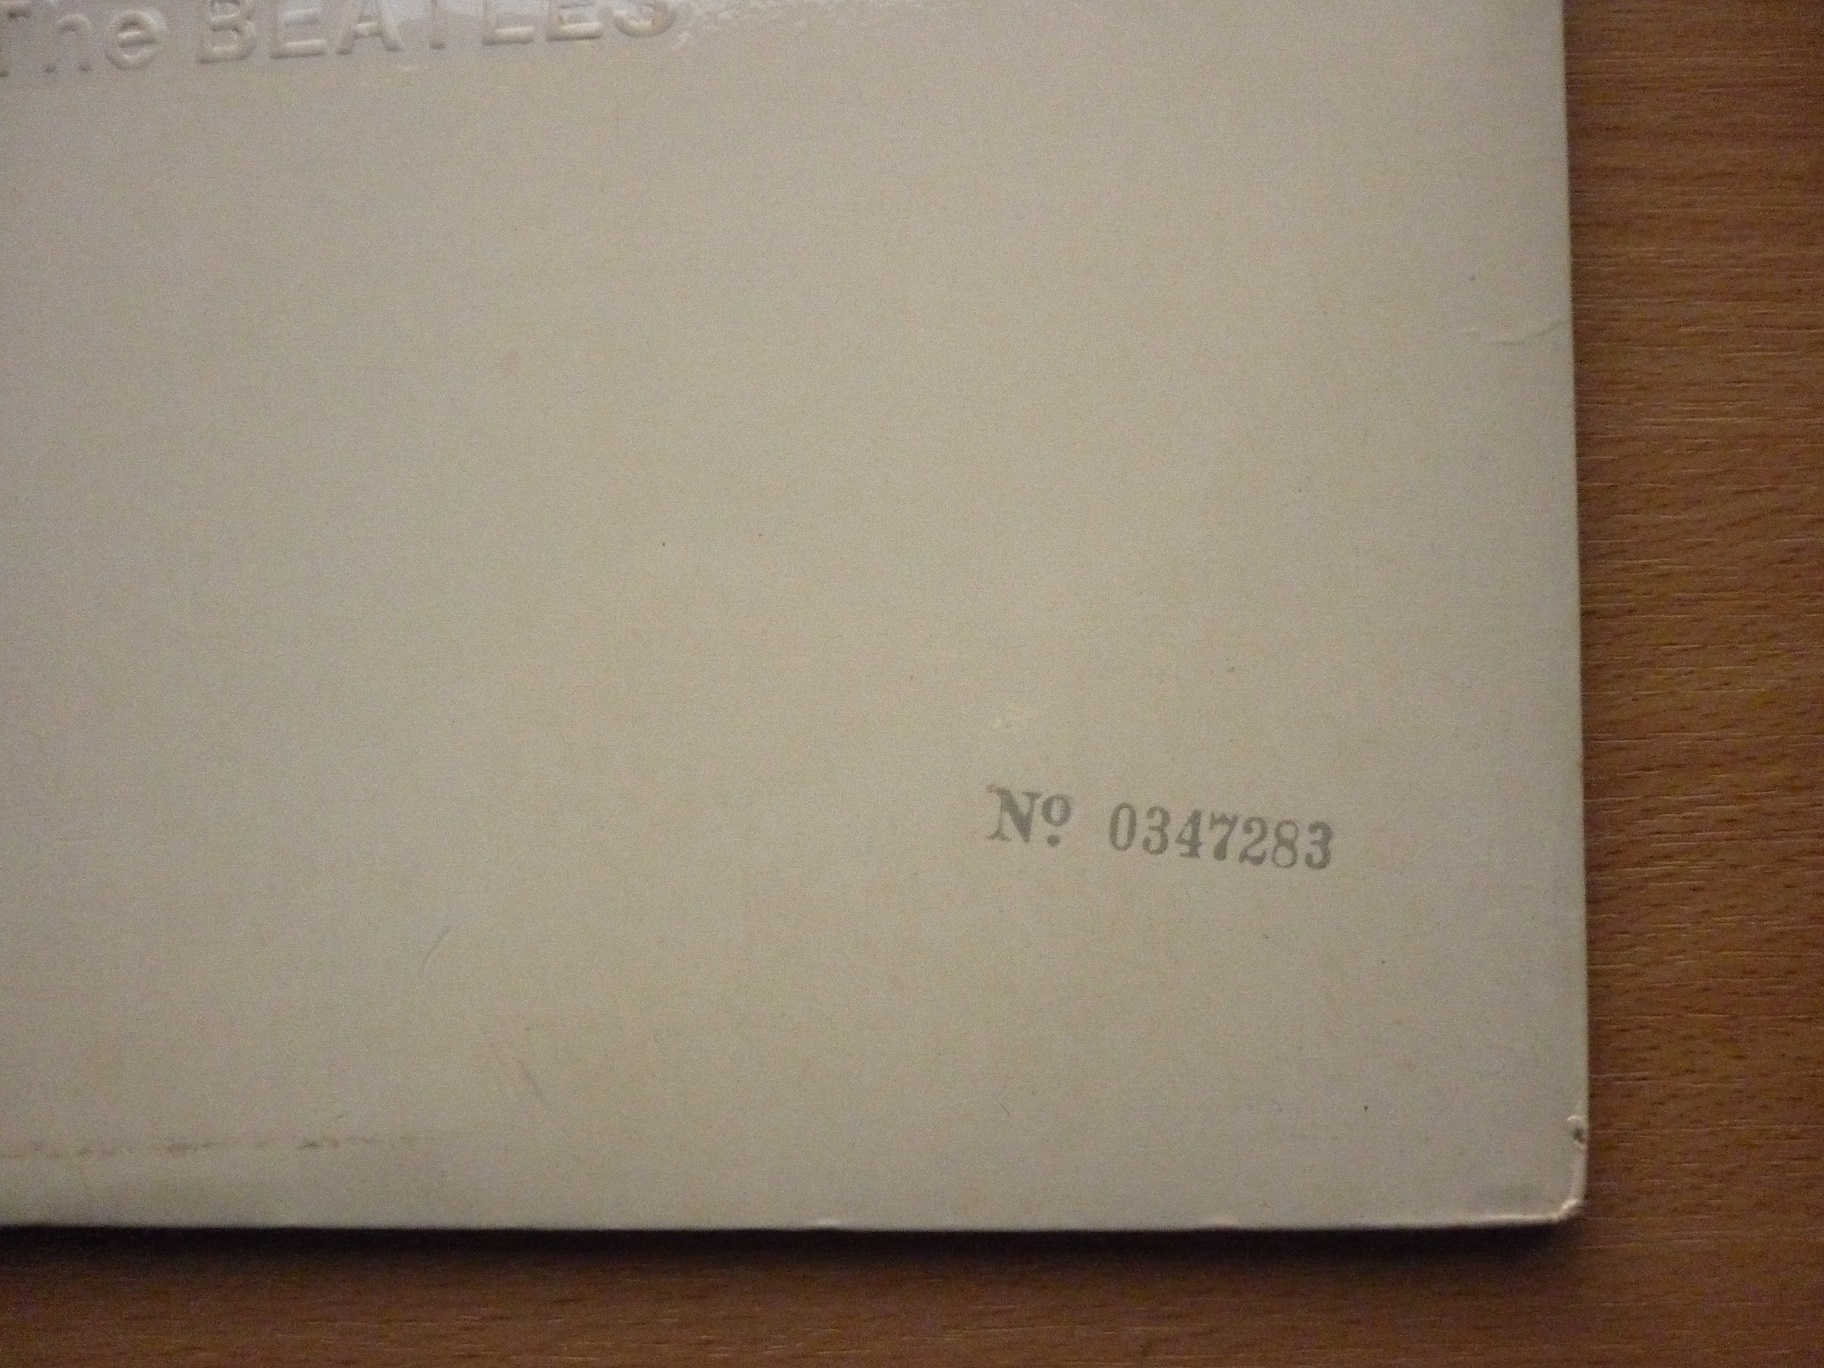 The BEATLES
Nº 0347283